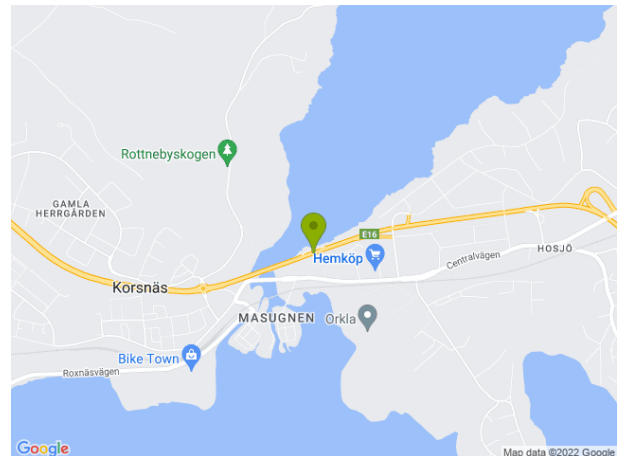 Rottnebyskogen
GAMLA
HERRGÅRDEN
E16
Hemköp
Centralvägen
HOSJÖ
Korsnäs
MASUGNEN
Orkla
Bike Town
Roxnäsvägen
Google
Map data ©2022 Google